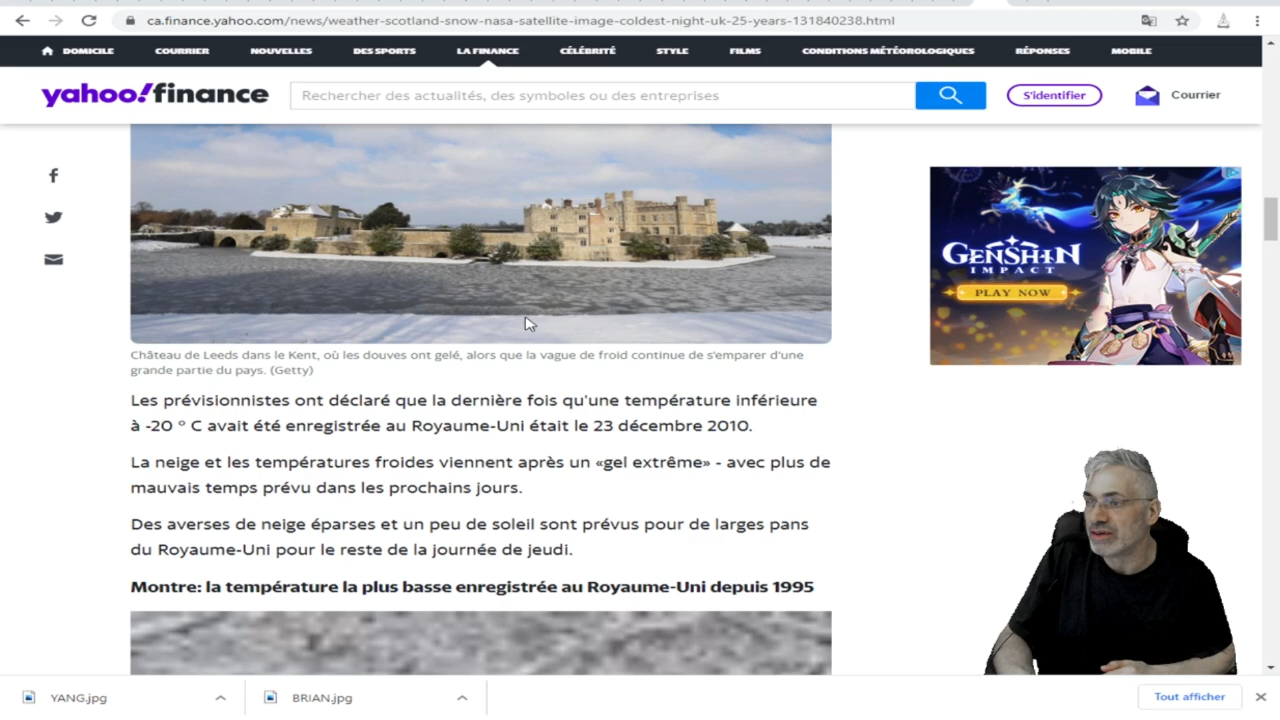 ca.finance.yahoo.com/news/weather-scotland-snow-nasa-satellite-image-coldest-night-uk-25-years-131840238.html
DOMICILE COURRIER NOUVELLES DES SPORTS LA FINANCE CÉLÉBRITÉ STYLE FILMS CONDITIONS MÉTÉOROLOGIQUES RÉPONSES MOBILE
yahoo!finance
Rechercher des actualités, des symboles ou des entreprises
S'identifier
Courrier
GENSHIN
IMPACT
PLAY NOW
Château de Leeds dans le Kent, où les douves ont gelé, alors que la vague de froid continue de s'emparer d'une
grande partie du pays. (Getty)
Les prévisionnistes ont déclaré que la dernière fois qu'une température inférieure
à -20 ° C avait été enregistrée au Royaume-Uni était le 23 décembre 2010.
La neige et les températures froides viennent après un «gel extrême» - avec plus de
mauvais temps prévu dans les prochains jours.
Des averses de neige éparses et un peu de soleil sont prévus pour de larges pans
du Royaume-Uni pour le reste de la journée de jeudi.
Montre: la température la plus basse enregistrée au Royaume-Uni depuis 1995
YANG.jpg
BRIAN.jpg
Tout afficher